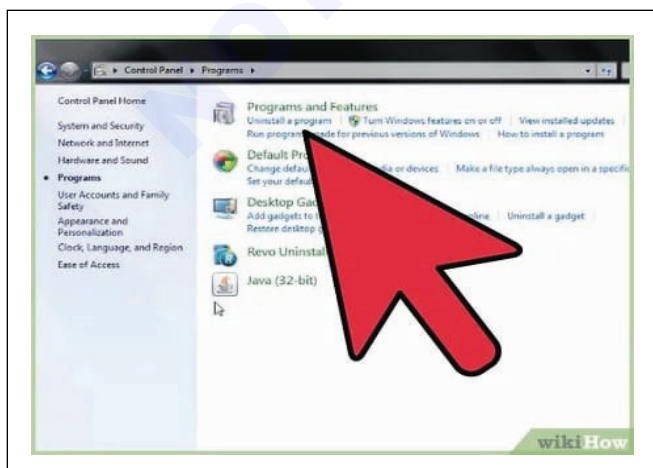 Control Panel ▸ Programs ▸
Control Panel Home
System and Security
Network and Internet
Hardware and Sound
Programs
User Accounts and Family
Safety
Appearance and
Personalization
Clock, Language, and Region
Ease of Access
Programs and Features
Uninstall a program Turn Windows features on or off View installed updates
Run programs made for previous versions of Windows How to install a program
Default Pro
Change defau dia or devices Make a file type always open in a specific
Set your defau
Desktop Gad
Add gadgets to t online Uninstall a gadget
Restore desktop g
Revo Uninstal
Java (32-bit)
wikiHow